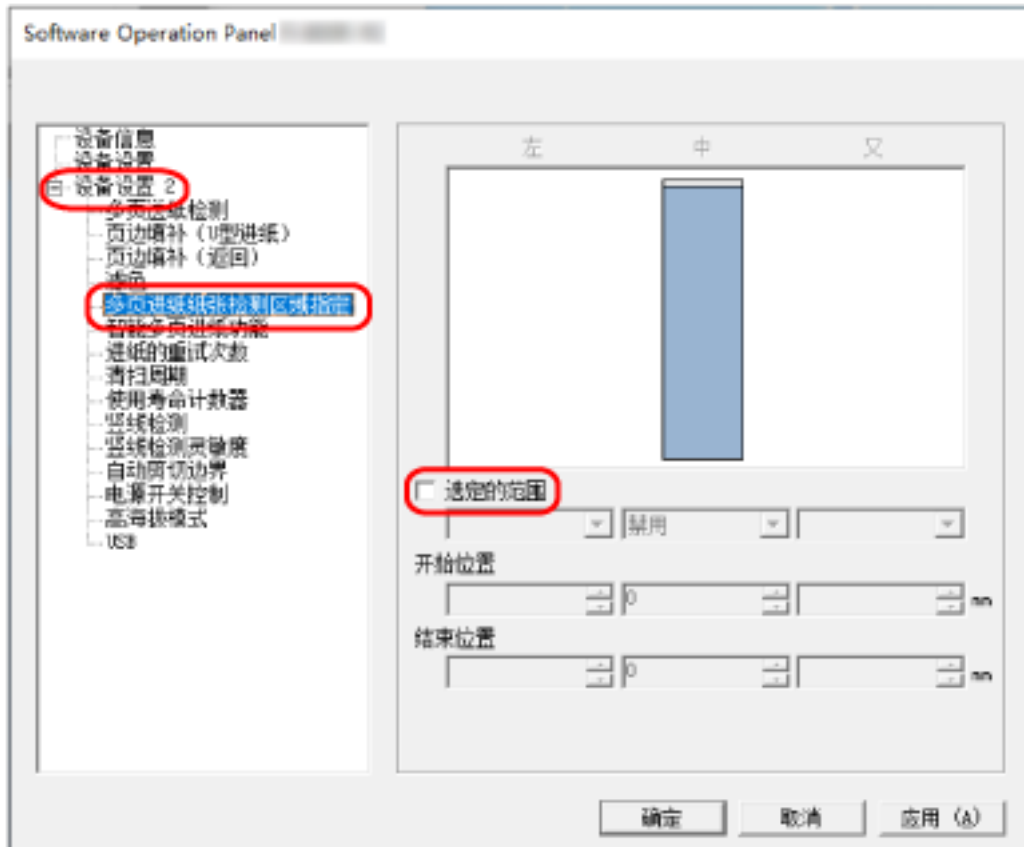 Software Operation Panel
设备信息
设备设置
设备设置 2
多页送纸检测
页边填补（U型进纸）
页边填补（返回）
滤色
多页进纸纸张检测区域指定
智能多页进纸功能
进纸的重试次数
清扫周期
使用寿命计数器
竖线检测
竖线检测灵敏度
自动剪切边界
电源开关控制
高海拔模式
USB
左 中 又
选定的范围
禁用
开始位置
0 mm
结束位置
0 mm
确定 取消 应用 (A)